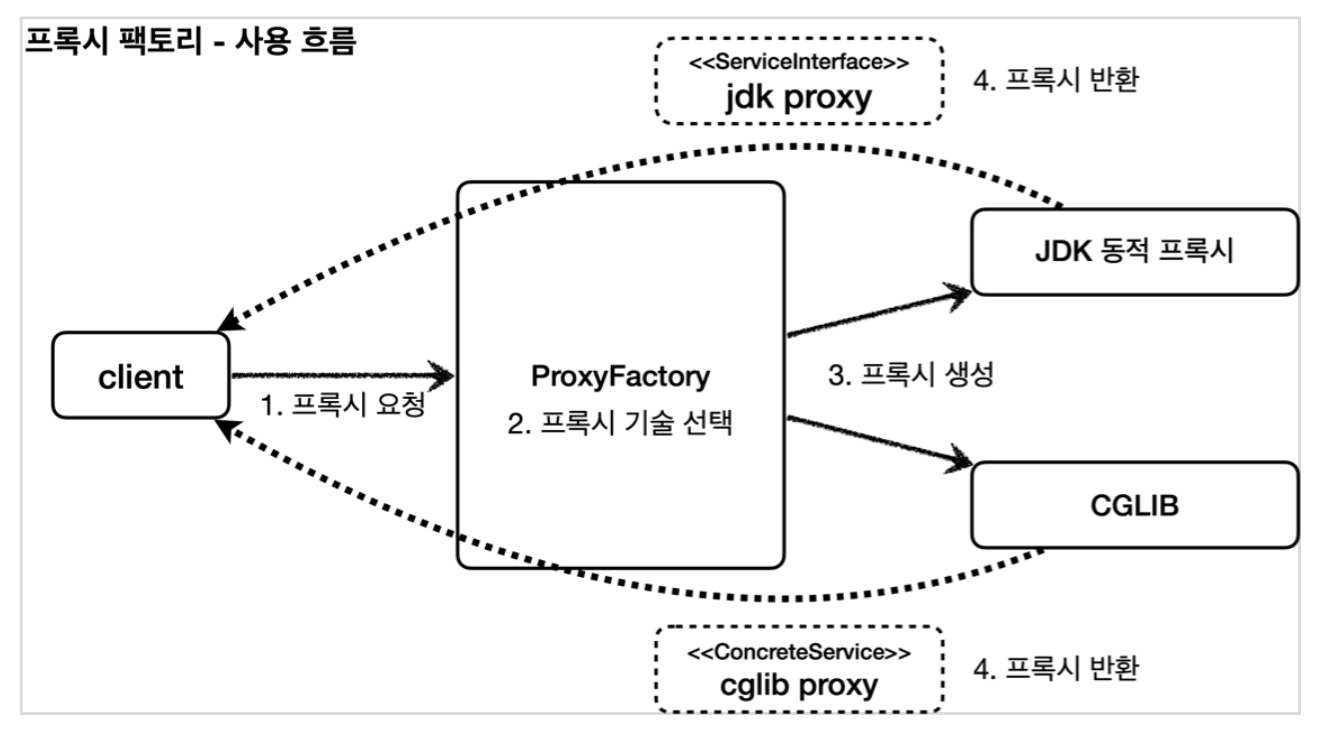 프록시 팩토리 - 사용 흐름
<<ServiceInterface>>
jdk proxy
4. 프록시 반환
JDK 동적 프록시
client
1. 프록시 요청
ProxyFactory
2. 프록시 기술 선택
3. 프록시 생성
CGLIB
<<ConcreteService>>
cglib proxy
4. 프록시 반환